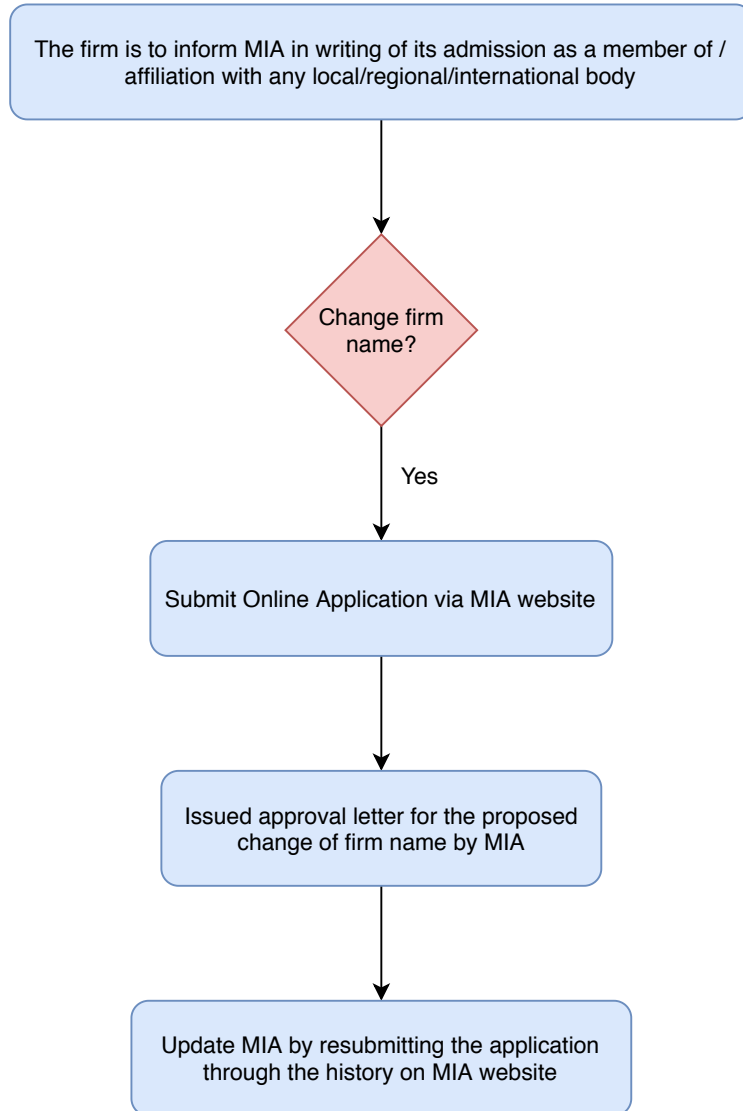 The firm is to inform MIA in writing of its admission as a member of /
affiliation with any local/regional/international body
Change firm
name?
Yes
Submit Online Application via MIA website
Issued approval letter for the proposed
change of firm name by MIA
Update MIA by resubmitting the application
through the history on MIA website